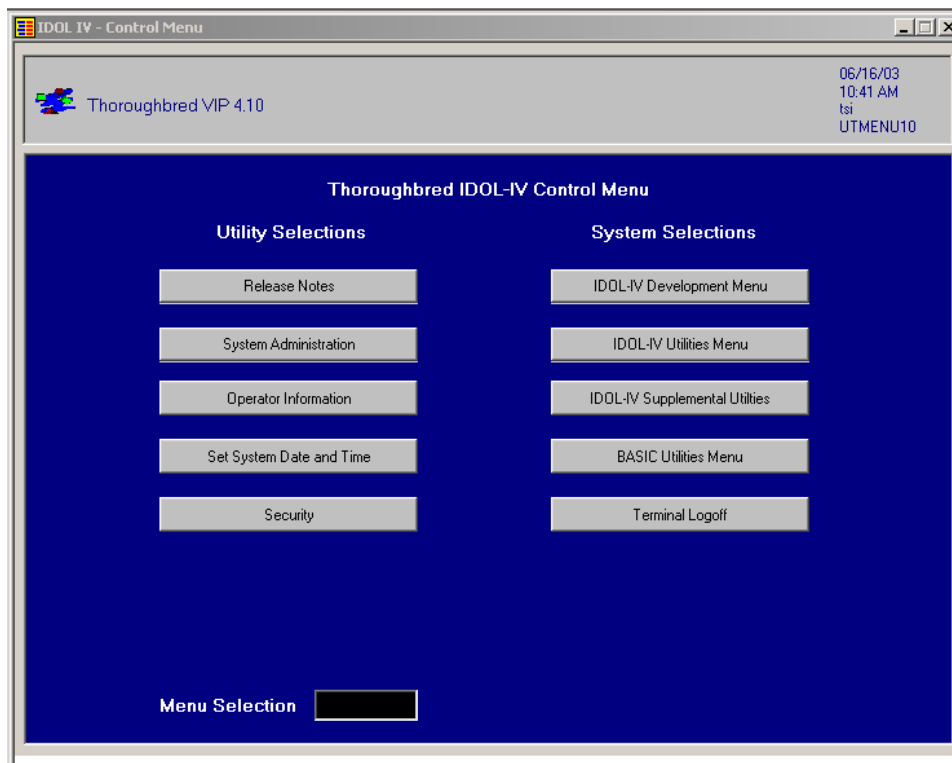 IDOL IV - Control Menu
Thoroughbred VIP 4.10
06/16/03
10:41 AM
tsi
UTMENU10
Thoroughbred IDOL-IV Control Menu
Utility Selections
System Selections
Release Notes
IDOL-IV Development Menu
System Administration
IDOL-IV Utilities Menu
Operator Information
IDOL-IV Supplemental Utilties
Set System Date and Time
BASIC Utilities Menu
Security
Terminal Logoff
Menu Selection